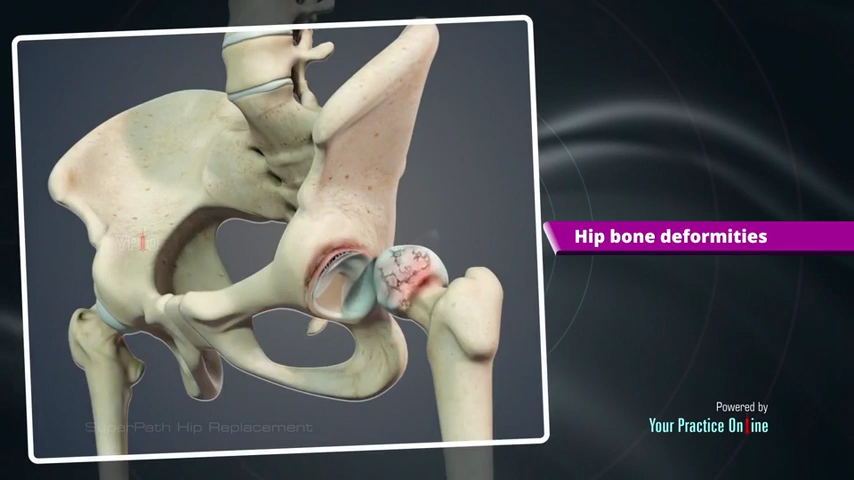 Hip bone deformities
Powered by
Your Practice Online
SuperPath Hip Replacement